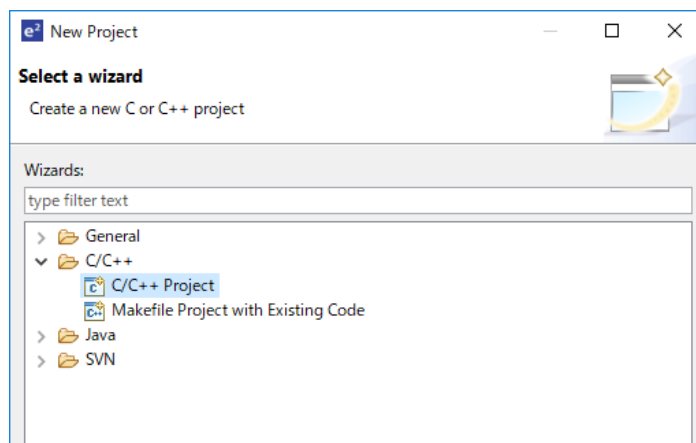 e² New Project
Select a wizard
Create a new C or C++ project
Wizards:
type filter text
General
C/C++
C/C++ Project
Makefile Project with Existing Code
Java
SVN